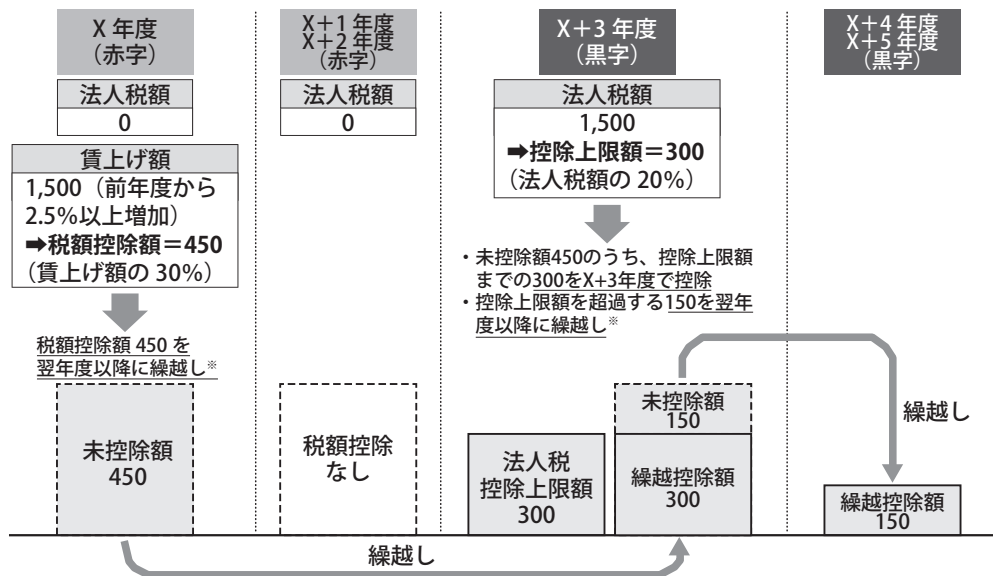 X 年度
（赤字）
法人税額
0
賃上げ額
1,500（前年度から
2.5%以上増加）
➡税額控除額＝450
（賃上げ額の 30%）
税額控除額 450 を
翌年度以降に繰越し※
未控除額
450
X＋1 年度
X＋2 年度
（赤字）
法人税額
0
税額控除
なし
X＋3 年度
（黒字）
法人税額
1,500
➡控除上限額＝300
（法人税額の 20%）
・未控除額450のうち、控除上限額
までの300をX+3年度で控除
・控除上限額を超過する150を翌年
度以降に繰越し※
法人税
控除上限額
300
未控除額
150
繰越控除額
300
X＋4 年度
X＋5 年度
（黒字）
繰越し
繰越控除額
150
繰越し